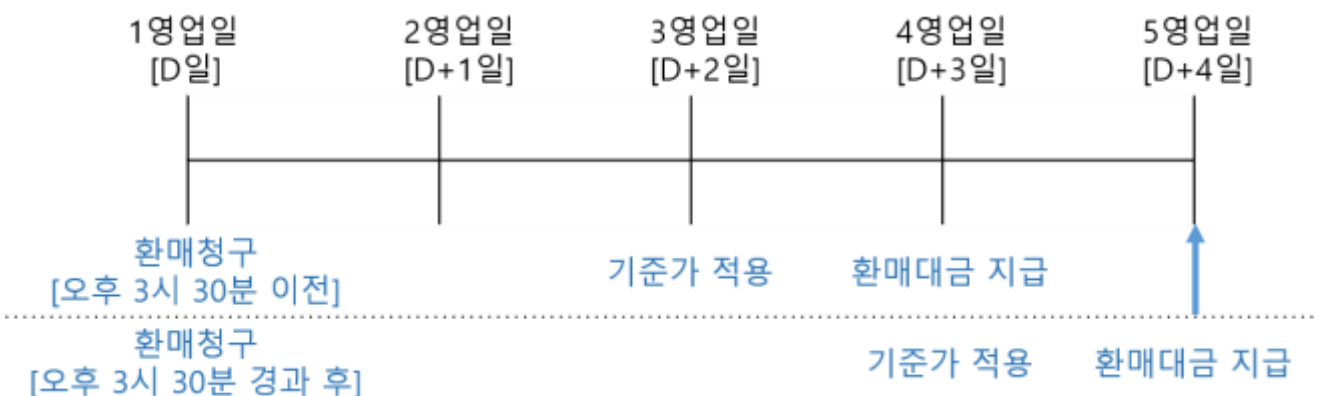 1영업일 2영업일 3영업일 4영업일 5영업일
[D일] [D+1일] [D+2일] [D+3일] [D+4일]
환매청구
[오후 3시 30분 이전]
기준가 적용 환매대금 지급
환매청구
[오후 3시 30분 경과 후]
기준가 적용 환매대금 지급